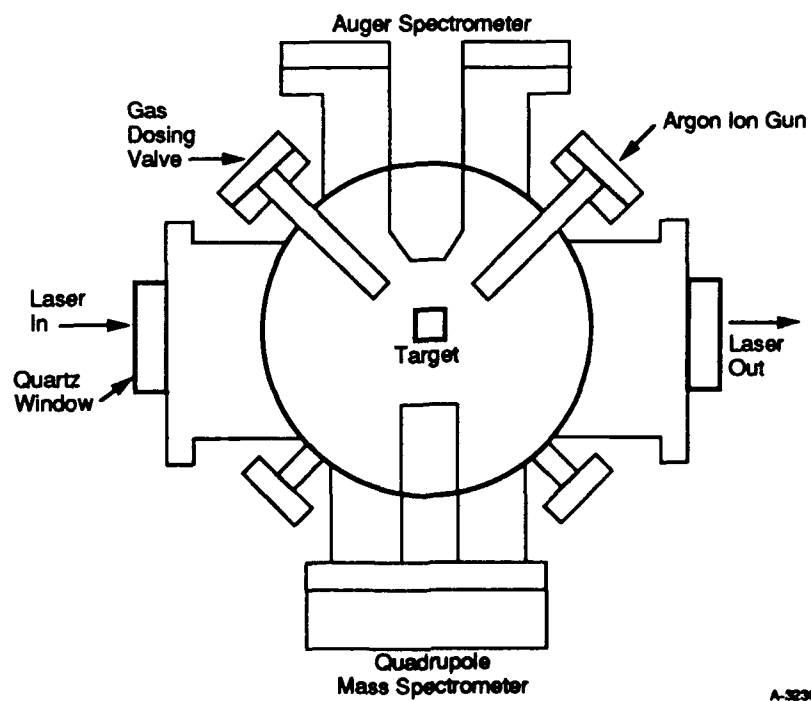 Auger Spectrometer
Gas
Dosing
Valve
Argon Ion Gun
Laser
In
Quartz
Window
Target
Laser
Out
Quadrupole
Mass Spectrometer